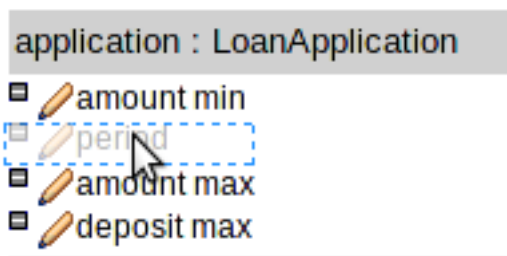 application : LoanApplication
amount min
period
amount max
deposit max